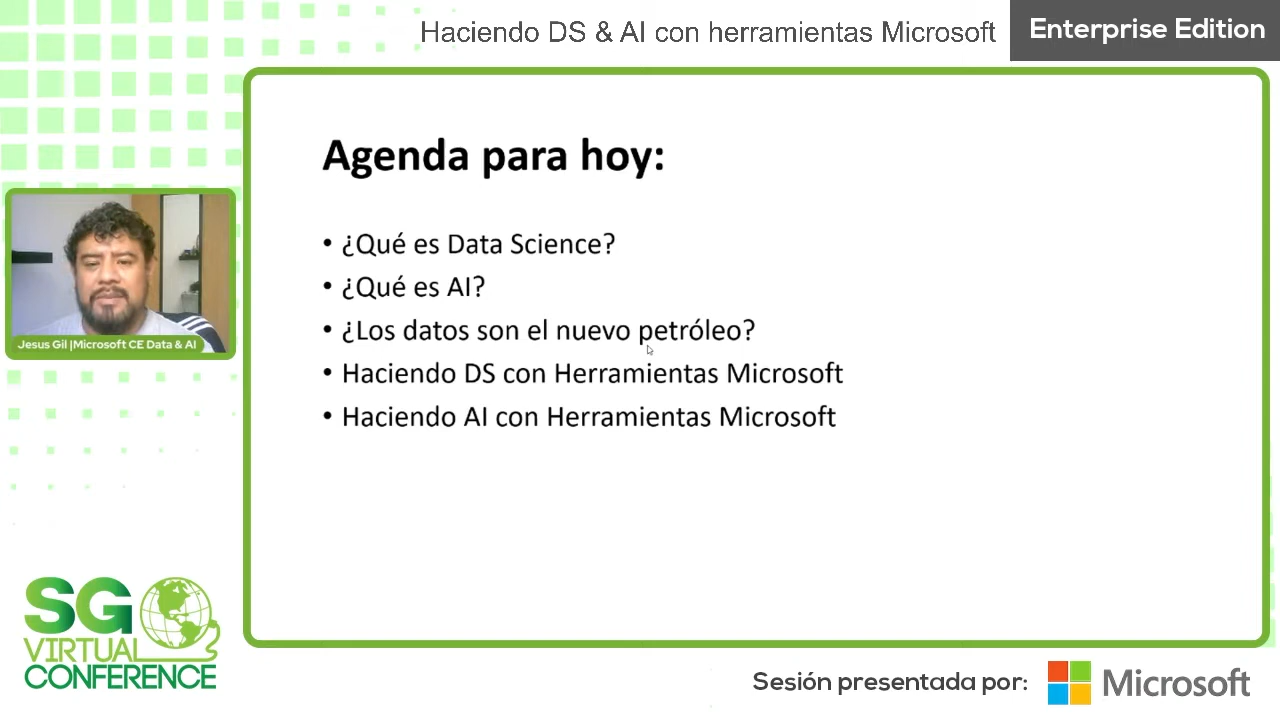 Haciendo DS & AI con herramientas Microsoft
Enterprise Edition
Agenda para hoy:
• ¿Qué es Data Science?
• ¿Qué es AI?
• ¿Los datos son el nuevo petróleo?
• Haciendo DS con Herramientas Microsoft
• Haciendo AI con Herramientas Microsoft
Jesus Gil |Microsoft CE Data & AI
SG
VIRTUAL
CONFERENCE
Sesión presentada por:
Microsoft